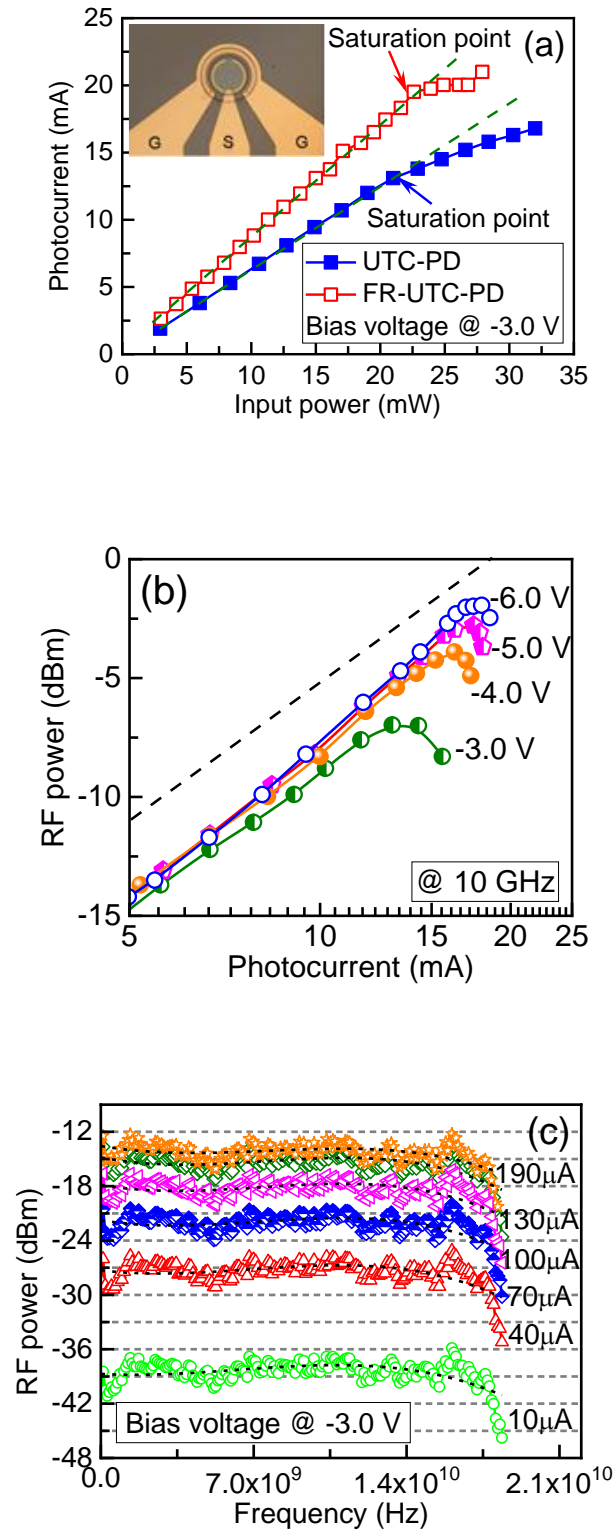 (a)
Saturation point
G S G
Saturation point
UTC-PD
FR-UTC-PD
Bias voltage @ -3.0 V
25
20
15
10
5
0
Photocurrent (mA)
0 5 10 15 20 25 30 35
Input power (mW)
(b)
-6.0 V
-5.0 V
-4.0 V
-3.0 V
@ 10 GHz
0
-5
-10
-15
RF power (dBm)
5 10 15 20 25
Photocurrent (mA)
(c)
190μA
130μA
100μA
70μA
40μA
10μA
Bias voltage @ -3.0 V
-12
-18
-24
-30
-36
-42
-48
RF power (dBm)
0.0 7.0x10⁹ 1.4x10¹⁰ 2.1x10¹⁰
Frequency (Hz)